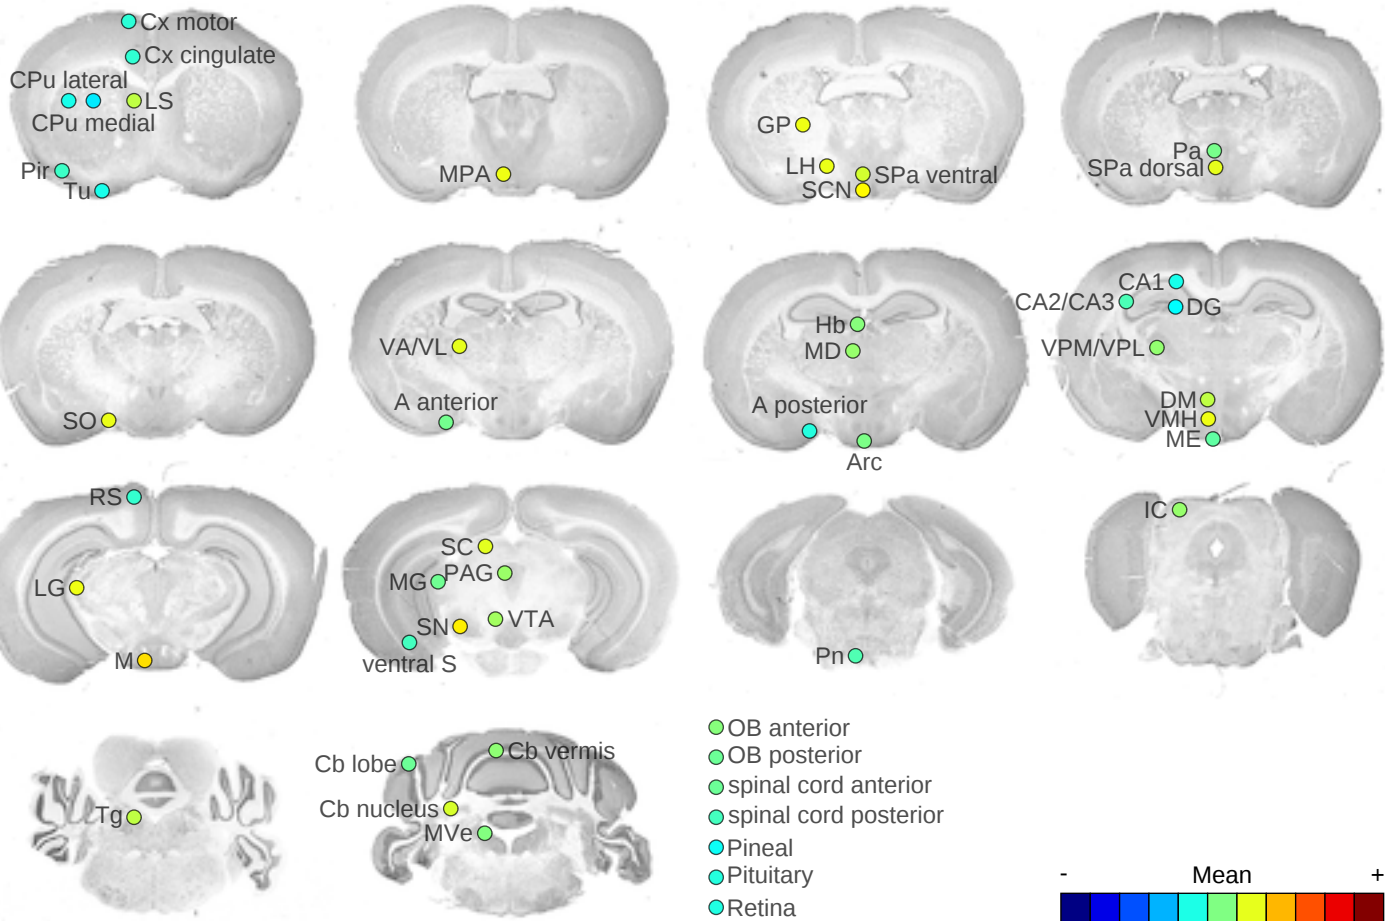 Cx motor
Cx cingulate
CPu lateral
LS
CPu medial
Pir
Tu
MPA
GP
LH
SPa ventral
SCN
Pa
SPa dorsal
SO
VA/VL
A anterior
Hb
MD
A posterior
Arc
CA1
CA2/CA3
DG
VPM/VPL
DM
VMH
ME
RS
LG
M
SC
PAG
MG
VTA
SN
ventral S
Pn
IC
Tg
Cb lobe
Cb vermis
Cb nucleus
MVe
OB anterior
OB posterior
spinal cord anterior
spinal cord posterior
Pineal
Pituitary
Retina
- Mean +